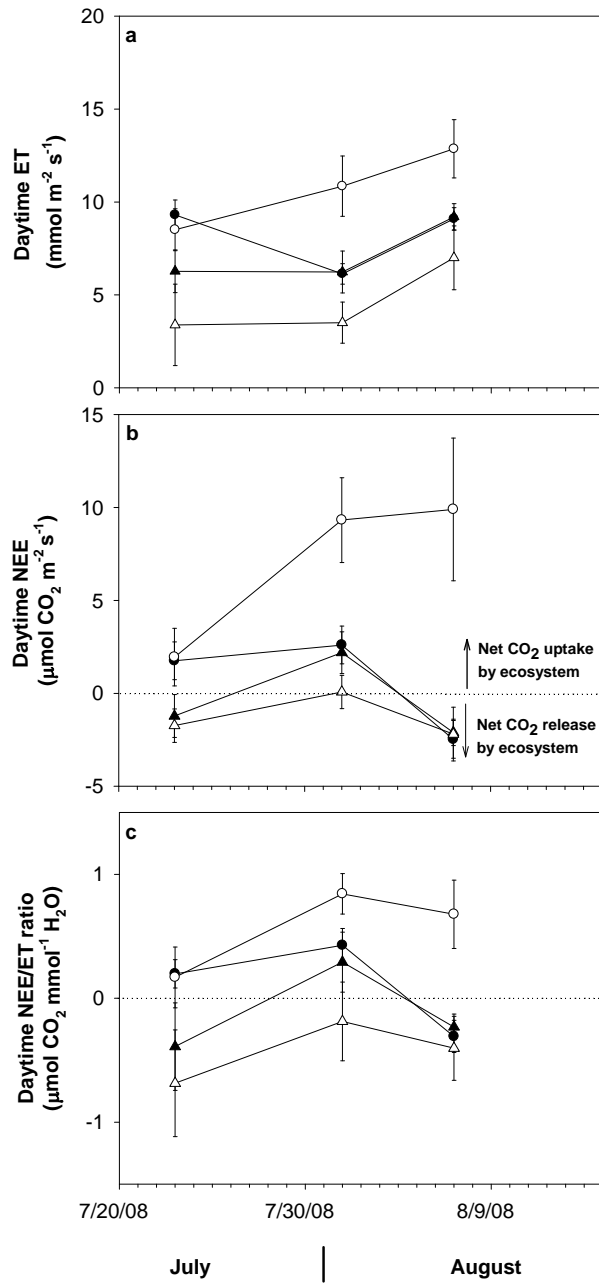 a
20
15
10
5
0
Daytime ET
(mmol m⁻² s⁻¹)
b
15
10
5
0
-5
Daytime NEE
(μmol CO₂ m⁻² s⁻¹)
Net CO₂ uptake
by ecosystem
Net CO₂ release
by ecosystem
c
1
0
-1
Daytime NEE/ET ratio
(μmol CO₂ mmol⁻¹ H₂O)
7/20/08 7/30/08 8/9/08
July August